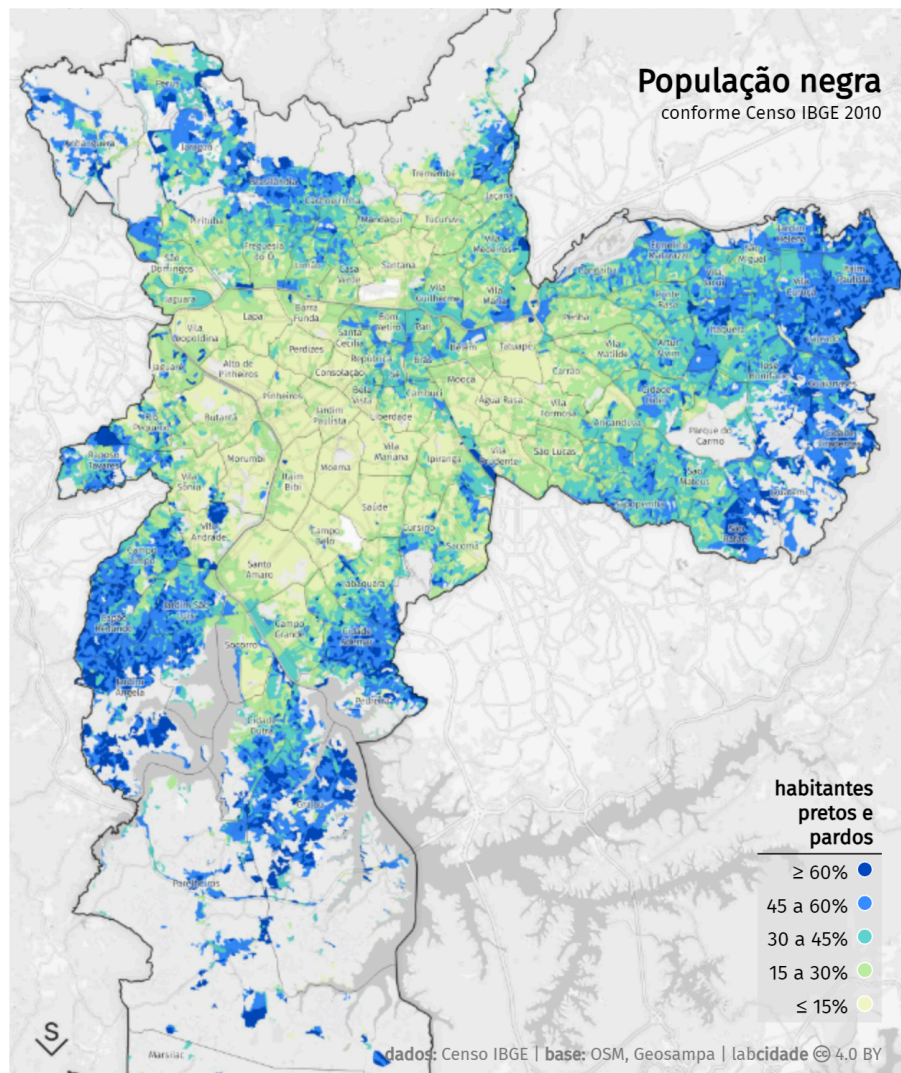 População negra
conforme Censo IBGE 2010
Perus
Anhanguera
Jaraguá
Brasilândia
Cachoeirinha
Tremembé
Jaçanã
Mandaqui
Tucuruvi
Pirituba
Freguesia
do Ó
Vila
Medeiros
São
Domingos
Limão
Casa
Verde
Santana
Jaguara
Vila
Guilherme
Vila
Maria
Cangaíba
Ermelino
Matarazzo
São
Miguel
Jardim
Helena
Vila
Jacuí
Vila
Curuçá
Itaim
Paulista
Ponte
Rasa
Lapa
Barra
Funda
Bom
Retiro
Pari
Penha
Itaquera
Lajeado
Vila
Leopoldina
Santa
Cecília
Perdizes
República
Brás
Belém
Tatuapé
Vila
Matilde
Artur
Alvim
José
Bonifácio
Guaianases
Jaguaré
Alto de
Pinheiros
Consolação
Sé
Mooca
Carrão
Pinheiros
Bela
Vista
Cambuci
Cidade
Líder
Butantã
Jardim
Paulista
Liberdade
Água Rasa
Vila
Formosa
Aricanduva
Parque do
Carmo
Cidade
Tiradentes
Rio
Pequeno
Raposo
Tavares
Morumbi
Itaim
Bibi
Moema
Vila
Mariana
Ipiranga
Vila
Prudente
São Lucas
São
Mateus
Iguatemi
Vila
Sônia
Sapopemba
São
Rafael
Vila
Andrade
Saúde
Campo
Belo
Cursino
Sacomã
Campo
Limpo
Santo
Amaro
Jabaquara
Capão
Redondo
Jardim São
Luís
Socorro
Campo
Grande
Cidade
Ademar
Jardim
Ângela
Pedreira
Cidade
Dutra
Grajaú
Parelheiros
Marsilac
habitantes
pretos e
pardos
≥ 60%
45 a 60%
30 a 45%
15 a 30%
≤ 15%
S
dados: Censo IBGE | base: OSM, Geosampa | labcidade 🄯 4.0 BY